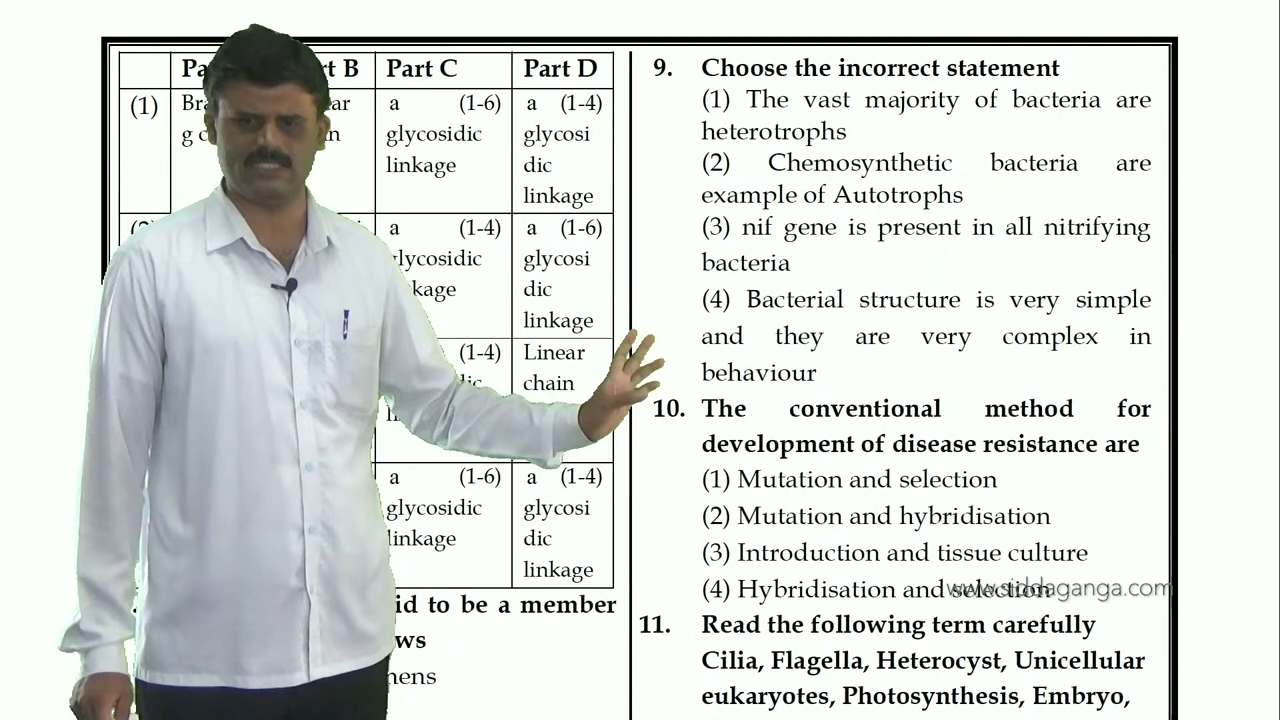 Part C Part D
(1)
a (1-6) a (1-4)
glycosidic glycosi
linkage dic
linkage
a (1-4) a (1-6)
glycosi
dic
linkage
(1-4) Linear
chain
a (1-6) a (1-4)
glycosidic glycosi
linkage dic
linkage
to be a member
9. Choose the incorrect statement
(1) The vast majority of bacteria are
heterotrophs
(2) Chemosynthetic bacteria are
example of Autotrophs
(3) nif gene is present in all nitrifying
bacteria
(4) Bacterial structure is very simple
and they are very complex in
behaviour
10. The conventional method for
development of disease resistance are
(1) Mutation and selection
(2) Mutation and hybridisation
(3) Introduction and tissue culture
(4) Hybridisation and selection
www.siddaganga.com
11. Read the following term carefully
Cilia, Flagella, Heterocyst, Unicellular
eukaryotes, Photosynthesis, Embryo,